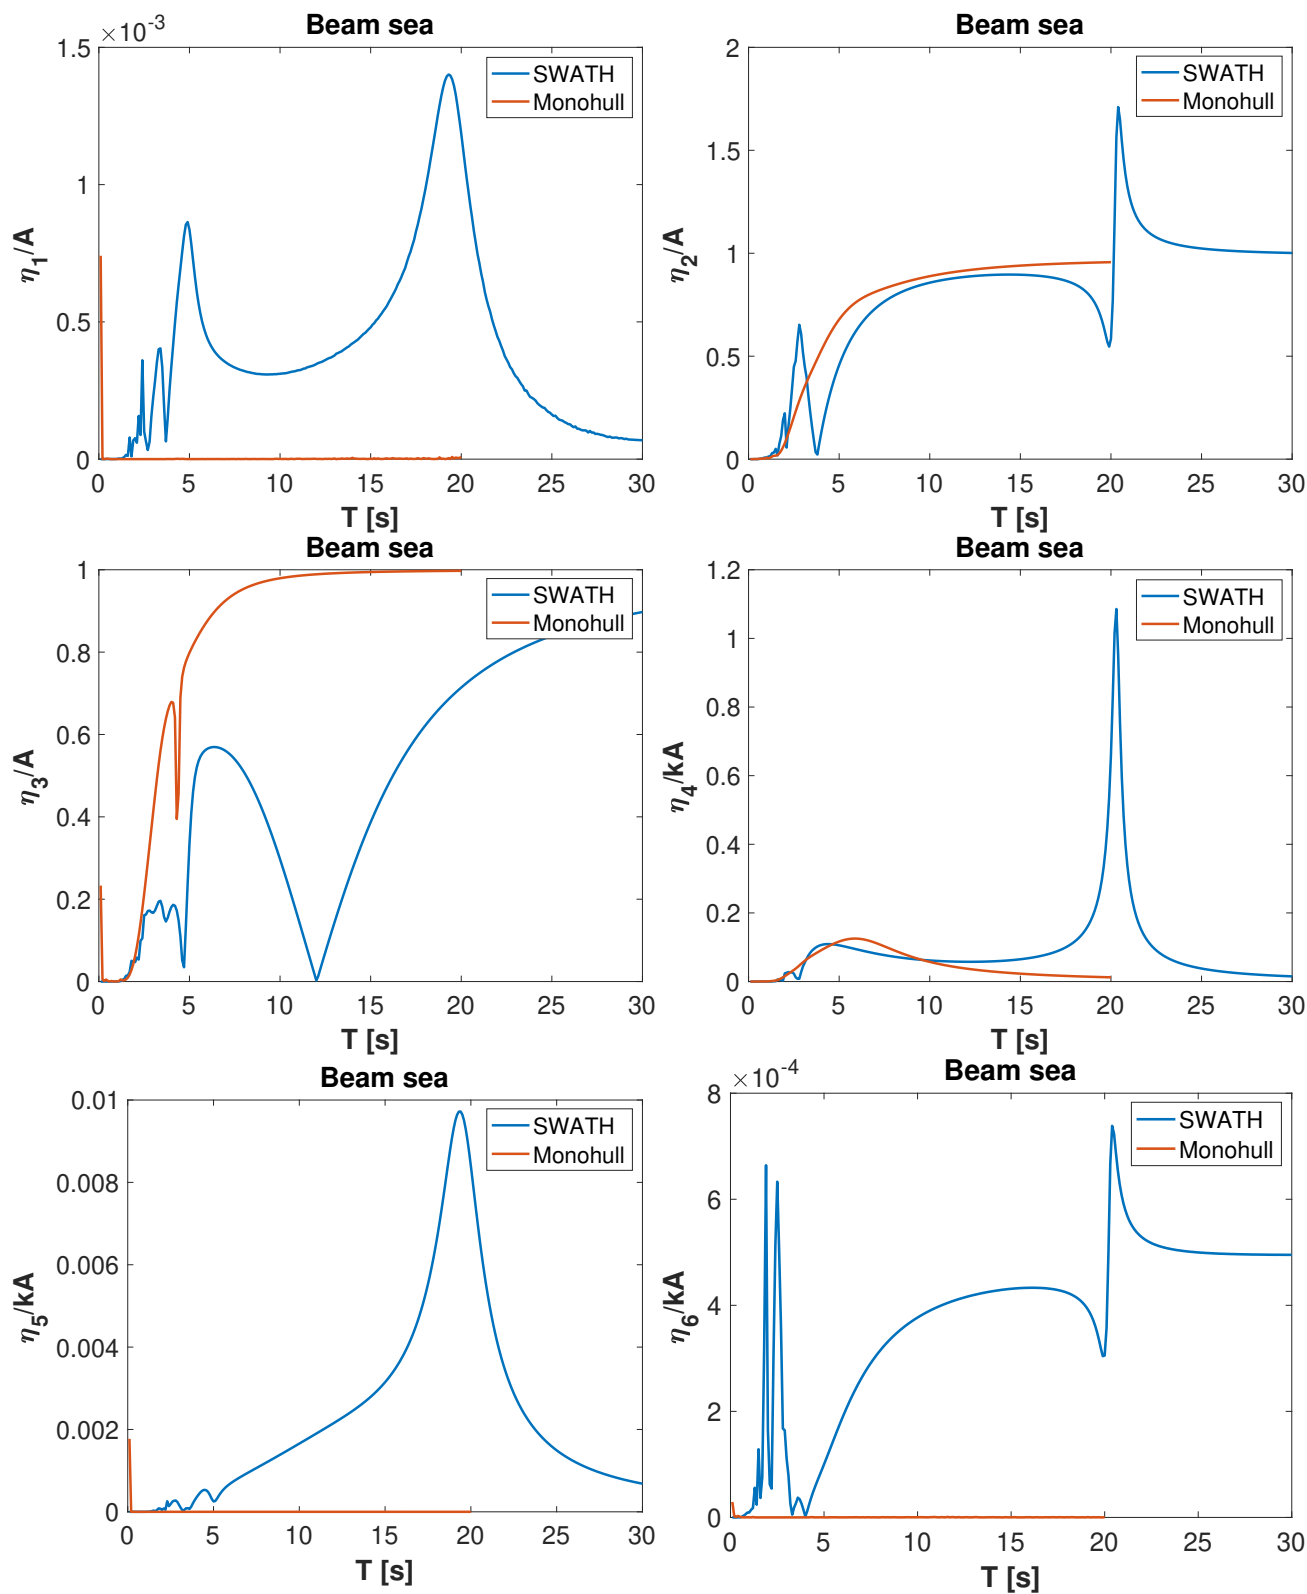 Beam sea
×10⁻³
1.5
1
0.5
0
η₁/A
0 5 10 15 20 25 30
T [s]
SWATH
Monohull
Beam sea
2
1.5
1
0.5
0
η₂/A
0 5 10 15 20 25 30
T [s]
SWATH
Monohull
Beam sea
1
0.8
0.6
0.4
0.2
0
η₃/A
0 5 10 15 20 25 30
T [s]
SWATH
Monohull
Beam sea
1.2
1
0.8
0.6
0.4
0.2
0
η₄/kA
0 5 10 15 20 25 30
T [s]
SWATH
Monohull
Beam sea
0.01
0.008
0.006
0.004
0.002
0
η₅/kA
0 5 10 15 20 25 30
T [s]
SWATH
Monohull
Beam sea
×10⁻⁴
8
6
4
2
0
η₆/kA
0 5 10 15 20 25 30
T [s]
SWATH
Monohull